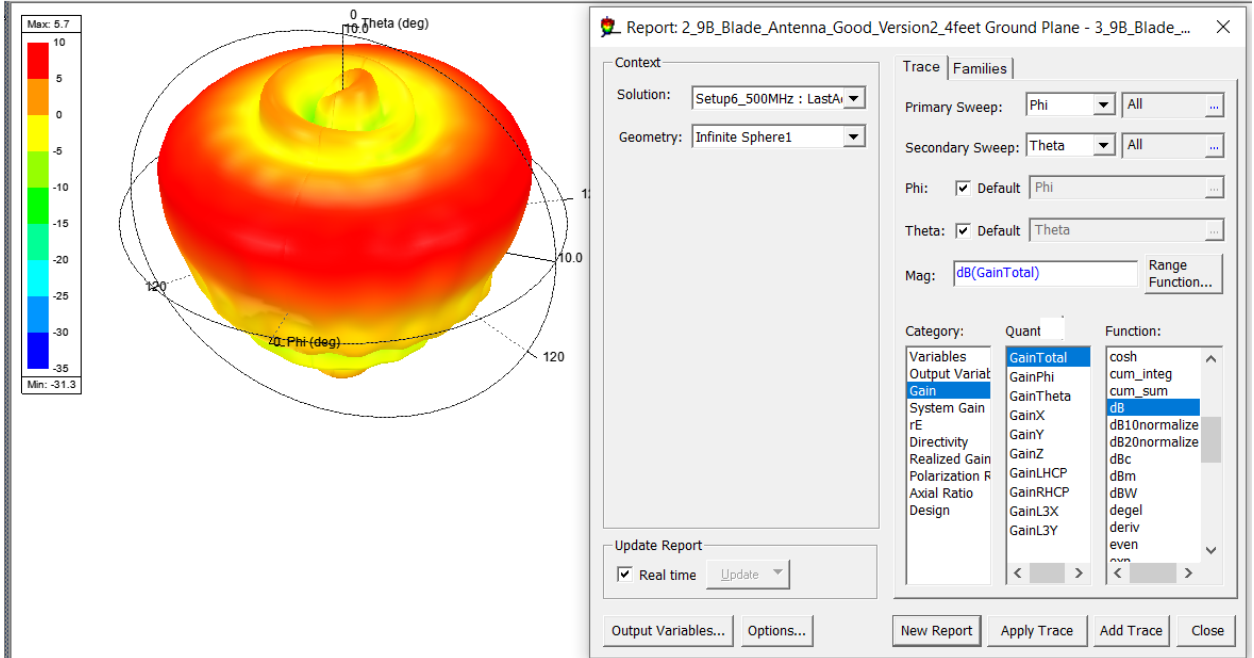 Max: 5.7
10
5
0
-5
-10
-15
-20
-25
-30
-35
Min: -31.3
0
Theta (deg)
10.0
10.0
120
0
Phi (deg)
120
Report: 2_9B_Blade_Antenna_Good_Version2_4feet Ground Plane - 3_9B_Blade_...
Context
Solution: Setup6_500MHz : LastA
Geometry: Infinite Sphere1
Update Report
Real time
Update
Output Variables...
Options...
Trace
Families
Primary Sweep: Phi All ...
Secondary Sweep: Theta All ...
Phi: Default Phi ...
Theta: Default Theta ...
Mag: dB(GainTotal)
Range
Function...
Category:
Variables
Output Variab
Gain
System Gain
rE
Directivity
Realized Gain
Polarization R
Axial Ratio
Design
Quant
GainTotal
GainPhi
GainTheta
GainX
GainY
GainZ
GainLHCP
GainRHCP
GainL3X
GainL3Y
Function:
cosh
cum_integ
cum_sum
dB
dB10normalize
dB20normalize
dBc
dBm
dBW
degel
deriv
even
New Report
Apply Trace
Add Trace
Close